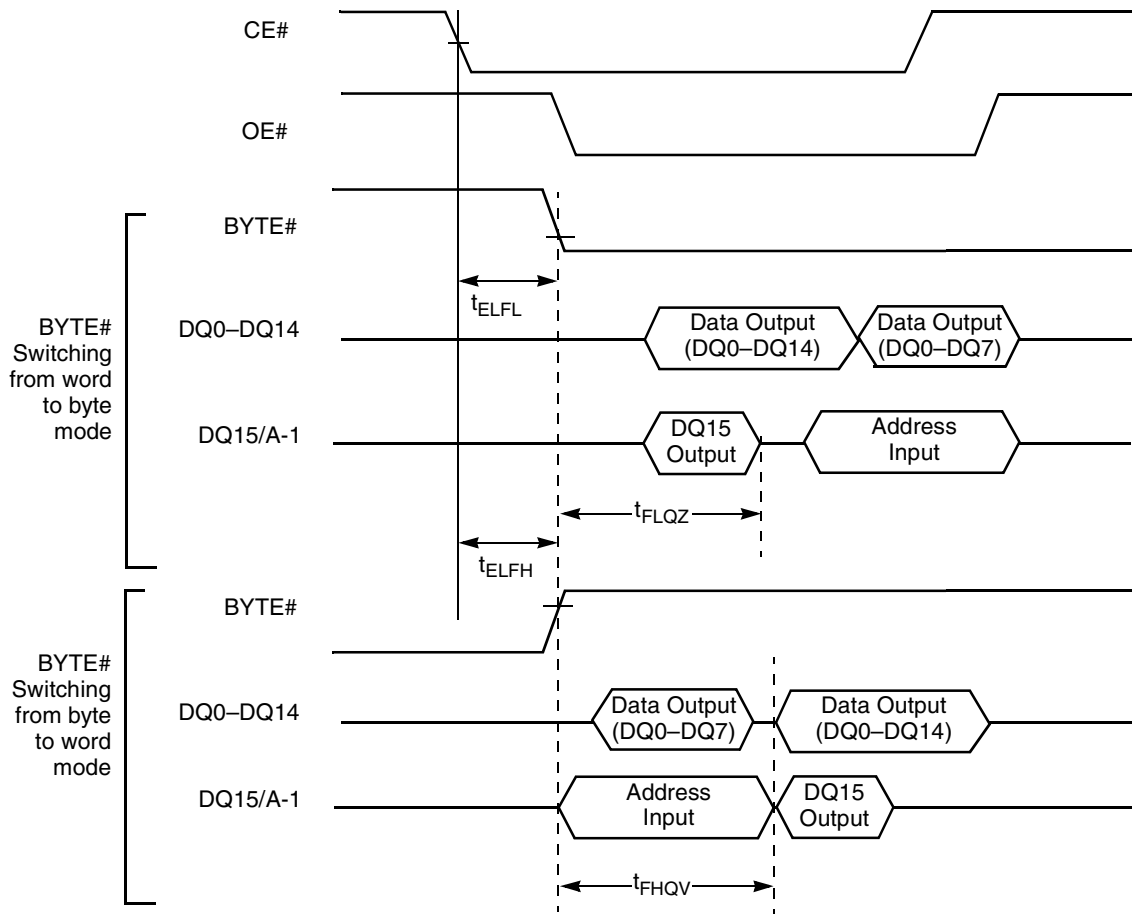 CE#
OE#
BYTE#
tELFL
BYTE#
Switching
from word
to byte
mode
DQ0–DQ14
Data Output
(DQ0–DQ14)
Data Output
(DQ0–DQ7)
DQ15/A-1
DQ15
Output
Address
Input
tFLQZ
tELFH
BYTE#
BYTE#
Switching
from byte
to word
mode
DQ0–DQ14
Data Output
(DQ0–DQ7)
Data Output
(DQ0–DQ14)
DQ15/A-1
Address
Input
DQ15
Output
tFHQV